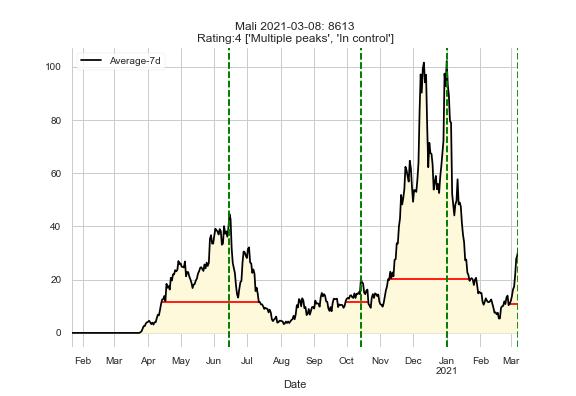 Mali 2021-03-08: 8613
Rating:4 ['Multiple peaks', 'In control']
Average-7d
100
80
60
40
20
0
Feb Mar Apr May Jun Jul Aug Sep Oct Nov Dec Jan Feb Mar
2021
Date